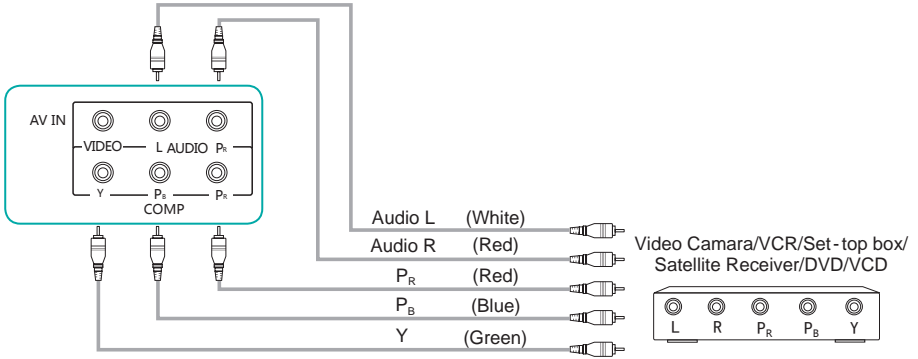 AV IN
VIDEO L AUDIO PR
Y PB PR
COMP
Audio L (White)
Audio R (Red)
PR (Red)
PB (Blue)
Y (Green)
Video Camara/VCR/Set-top box/
Satellite Receiver/DVD/VCD
L R PR PB Y